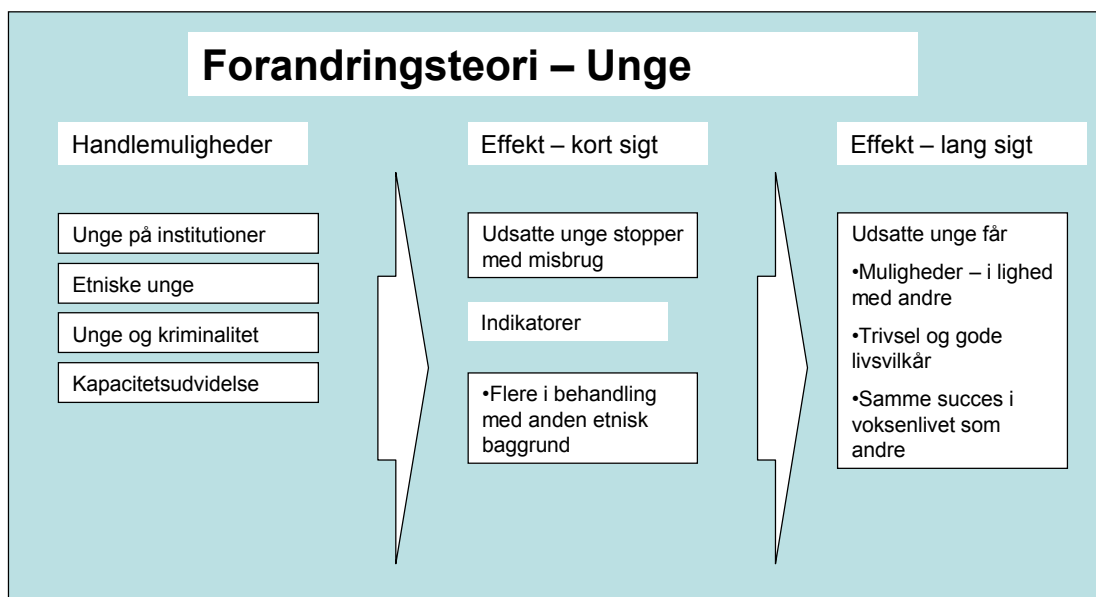 Forandringsteori – Unge
Handlemuligheder
Unge på institutioner
Etniske unge
Unge og kriminalitet
Kapacitetsudvidelse
Effekt – kort sigt
Udsatte unge stopper
med misbrug
Indikatorer
•Flere i behandling
med anden etnisk
baggrund
Effekt – lang sigt
Udsatte unge får
•Muligheder – i lighed
med andre
•Trivsel og gode
livsvilkår
•Samme succes i
voksenlivet som
andre